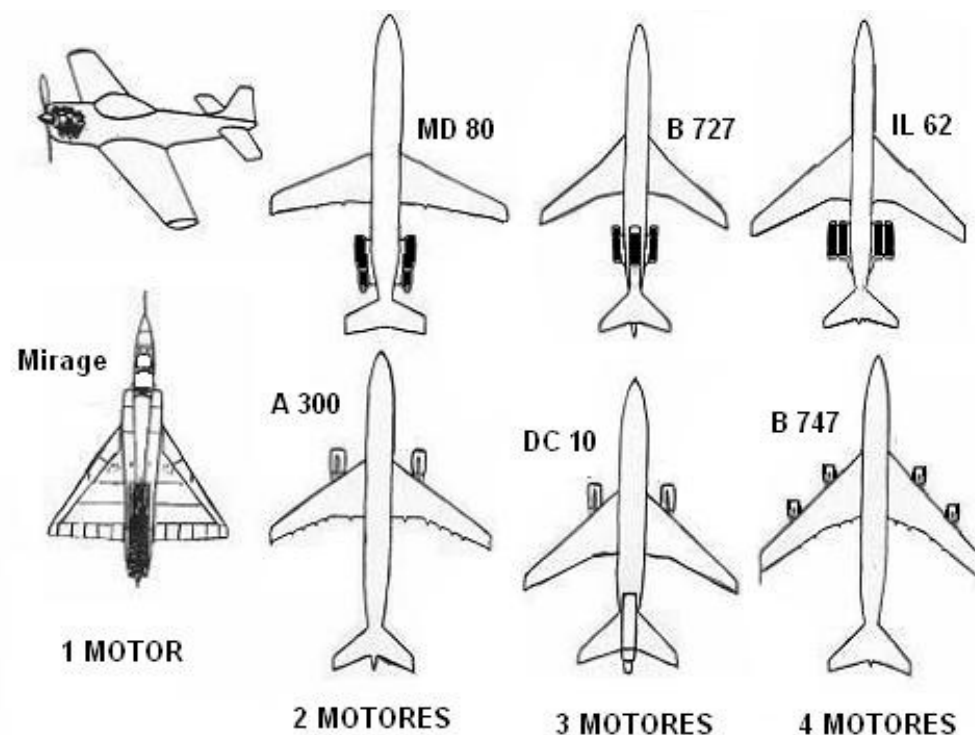 MD 80
B 727
IL 62
Mirage
A 300
DC 10
B 747
1 MOTOR
2 MOTORES
3 MOTORES
4 MOTORES